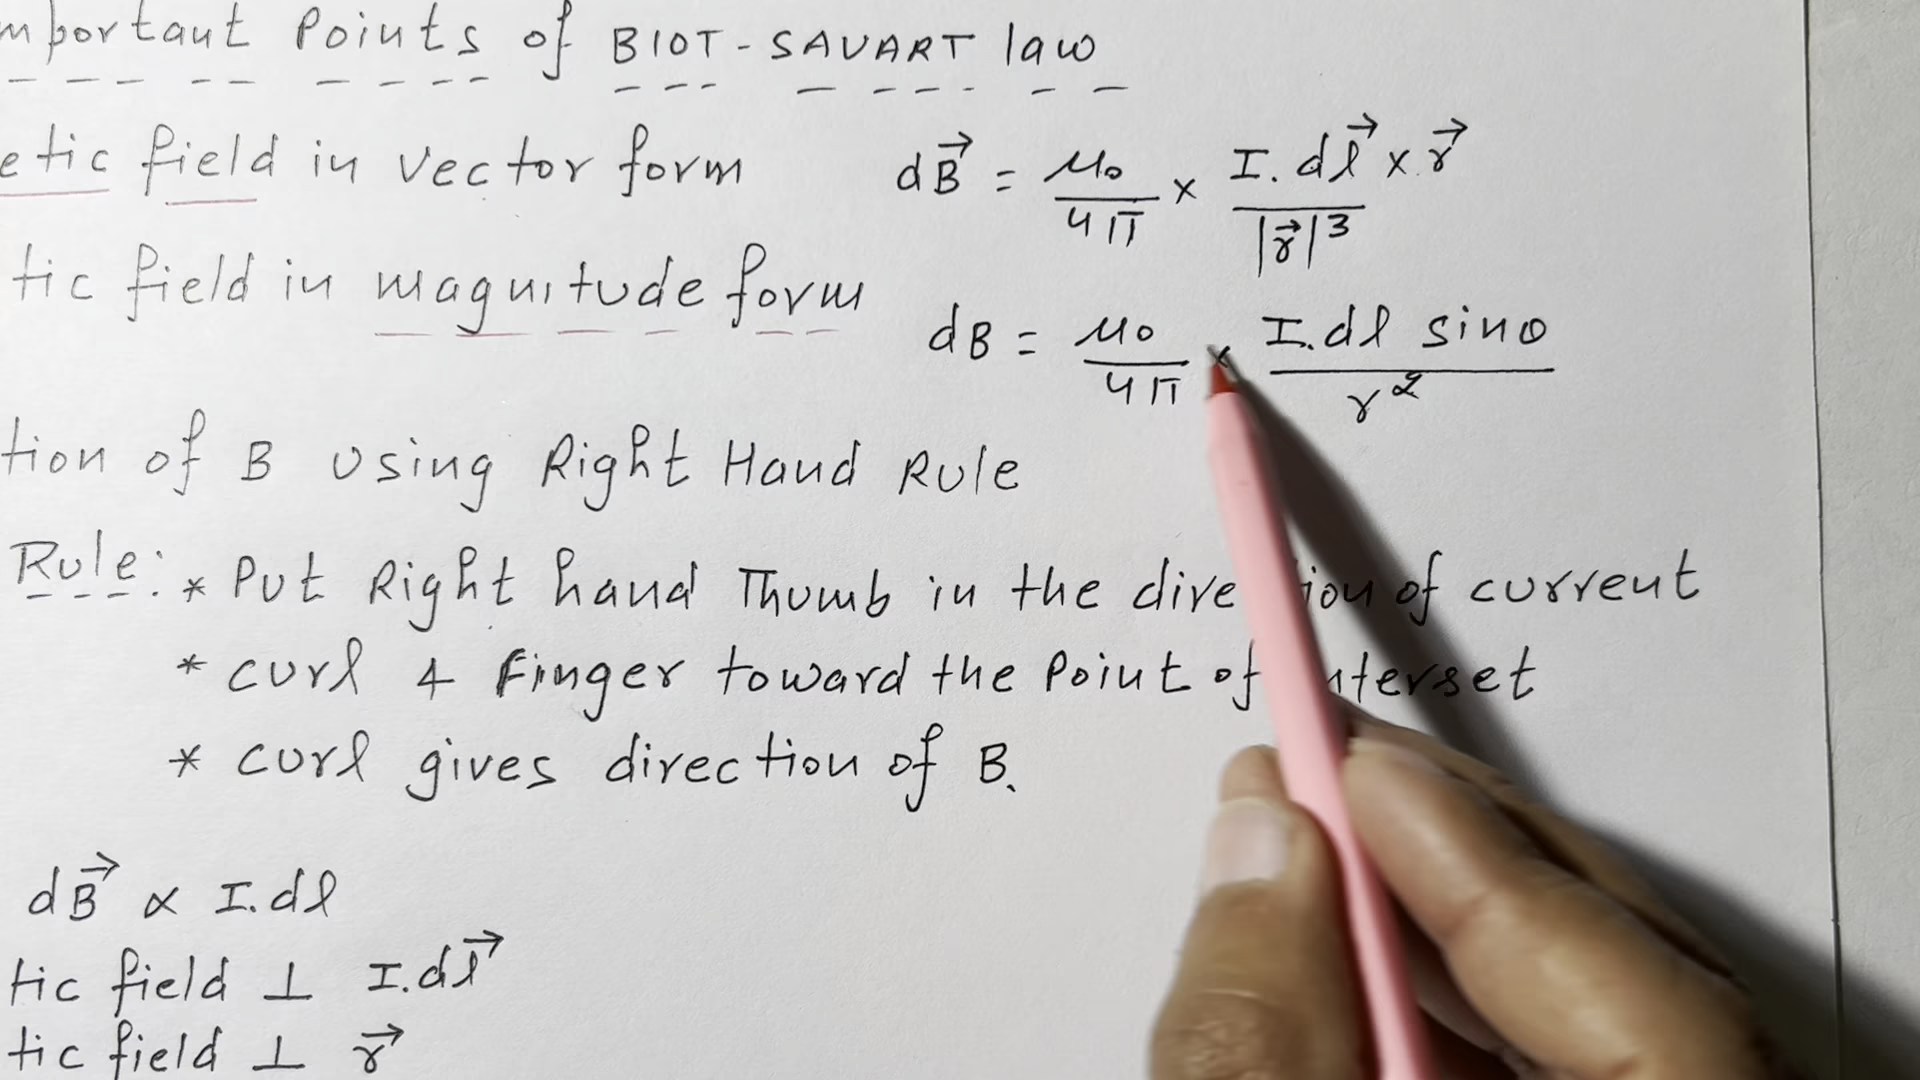 mportant Points of BIOT-SAVART law
etic field in vector form dB⃗ = μ₀/4π × I.dl⃗ × r⃗/|r⃗|³
tic field in magnitude form dB = μ₀/4π × I.dl sinθ/r²
tion of B using Right Hand Rule
Rule: * Put Right hand Thumb in the direction of current
* curl 4 Finger toward the Point of interset
* curl gives direction of B.
dB⃗ ∝ I.dl
tic field ⊥ I.dl⃗
tic field ⊥ r⃗